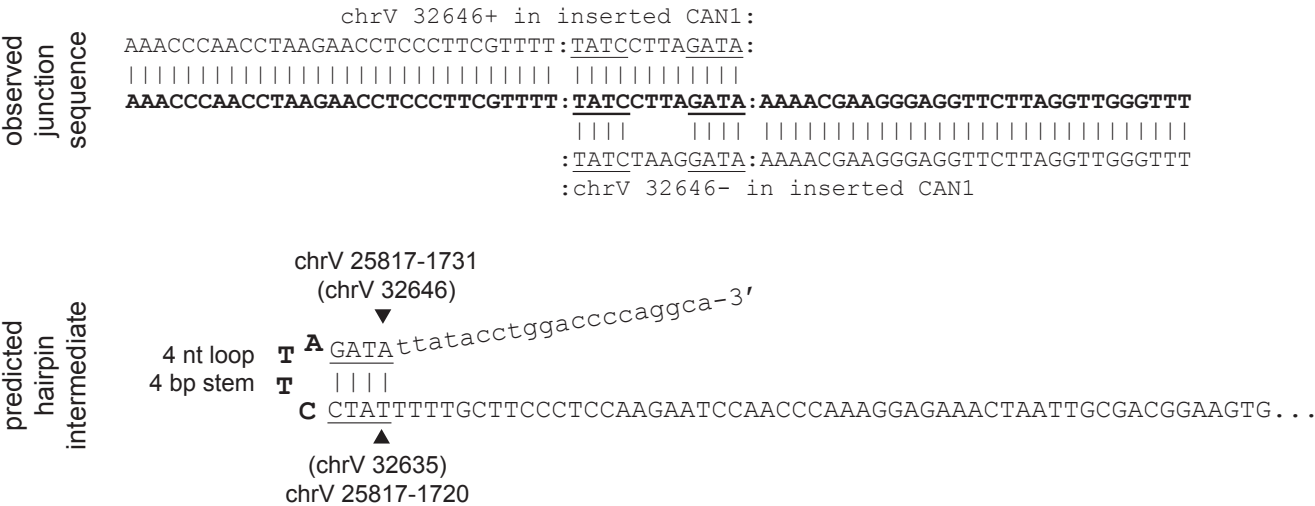 observed
junction
sequence
chrV 32646+ in inserted CAN1:
AAACCCAACCTAAGAACCTCCCTTCGTTTT:TATCCTTAGATA:
AAACCCAACCTAAGAACCTCCCTTCGTTTT:TATCCTTAGATA:AAAACGAAGGGAGGTTCTTAGGTTGGGTTT
:TATCTAAGGATA:AAAACGAAGGGAGGTTCTTAGGTTGGGTTT
:chrV 32646- in inserted CAN1
predicted
hairpin
intermediate
chrV 25817-1731
(chrV 32646)
4 nt loop T A GATAttatacctggaccccaggca-3′
4 bp stem T
C CTATTTTTGCTTCCCTCCAAGAATCCAACCCAAAGGAGAAACTAATTGCGACGGAAGTG...
(chrV 32635)
chrV 25817-1720